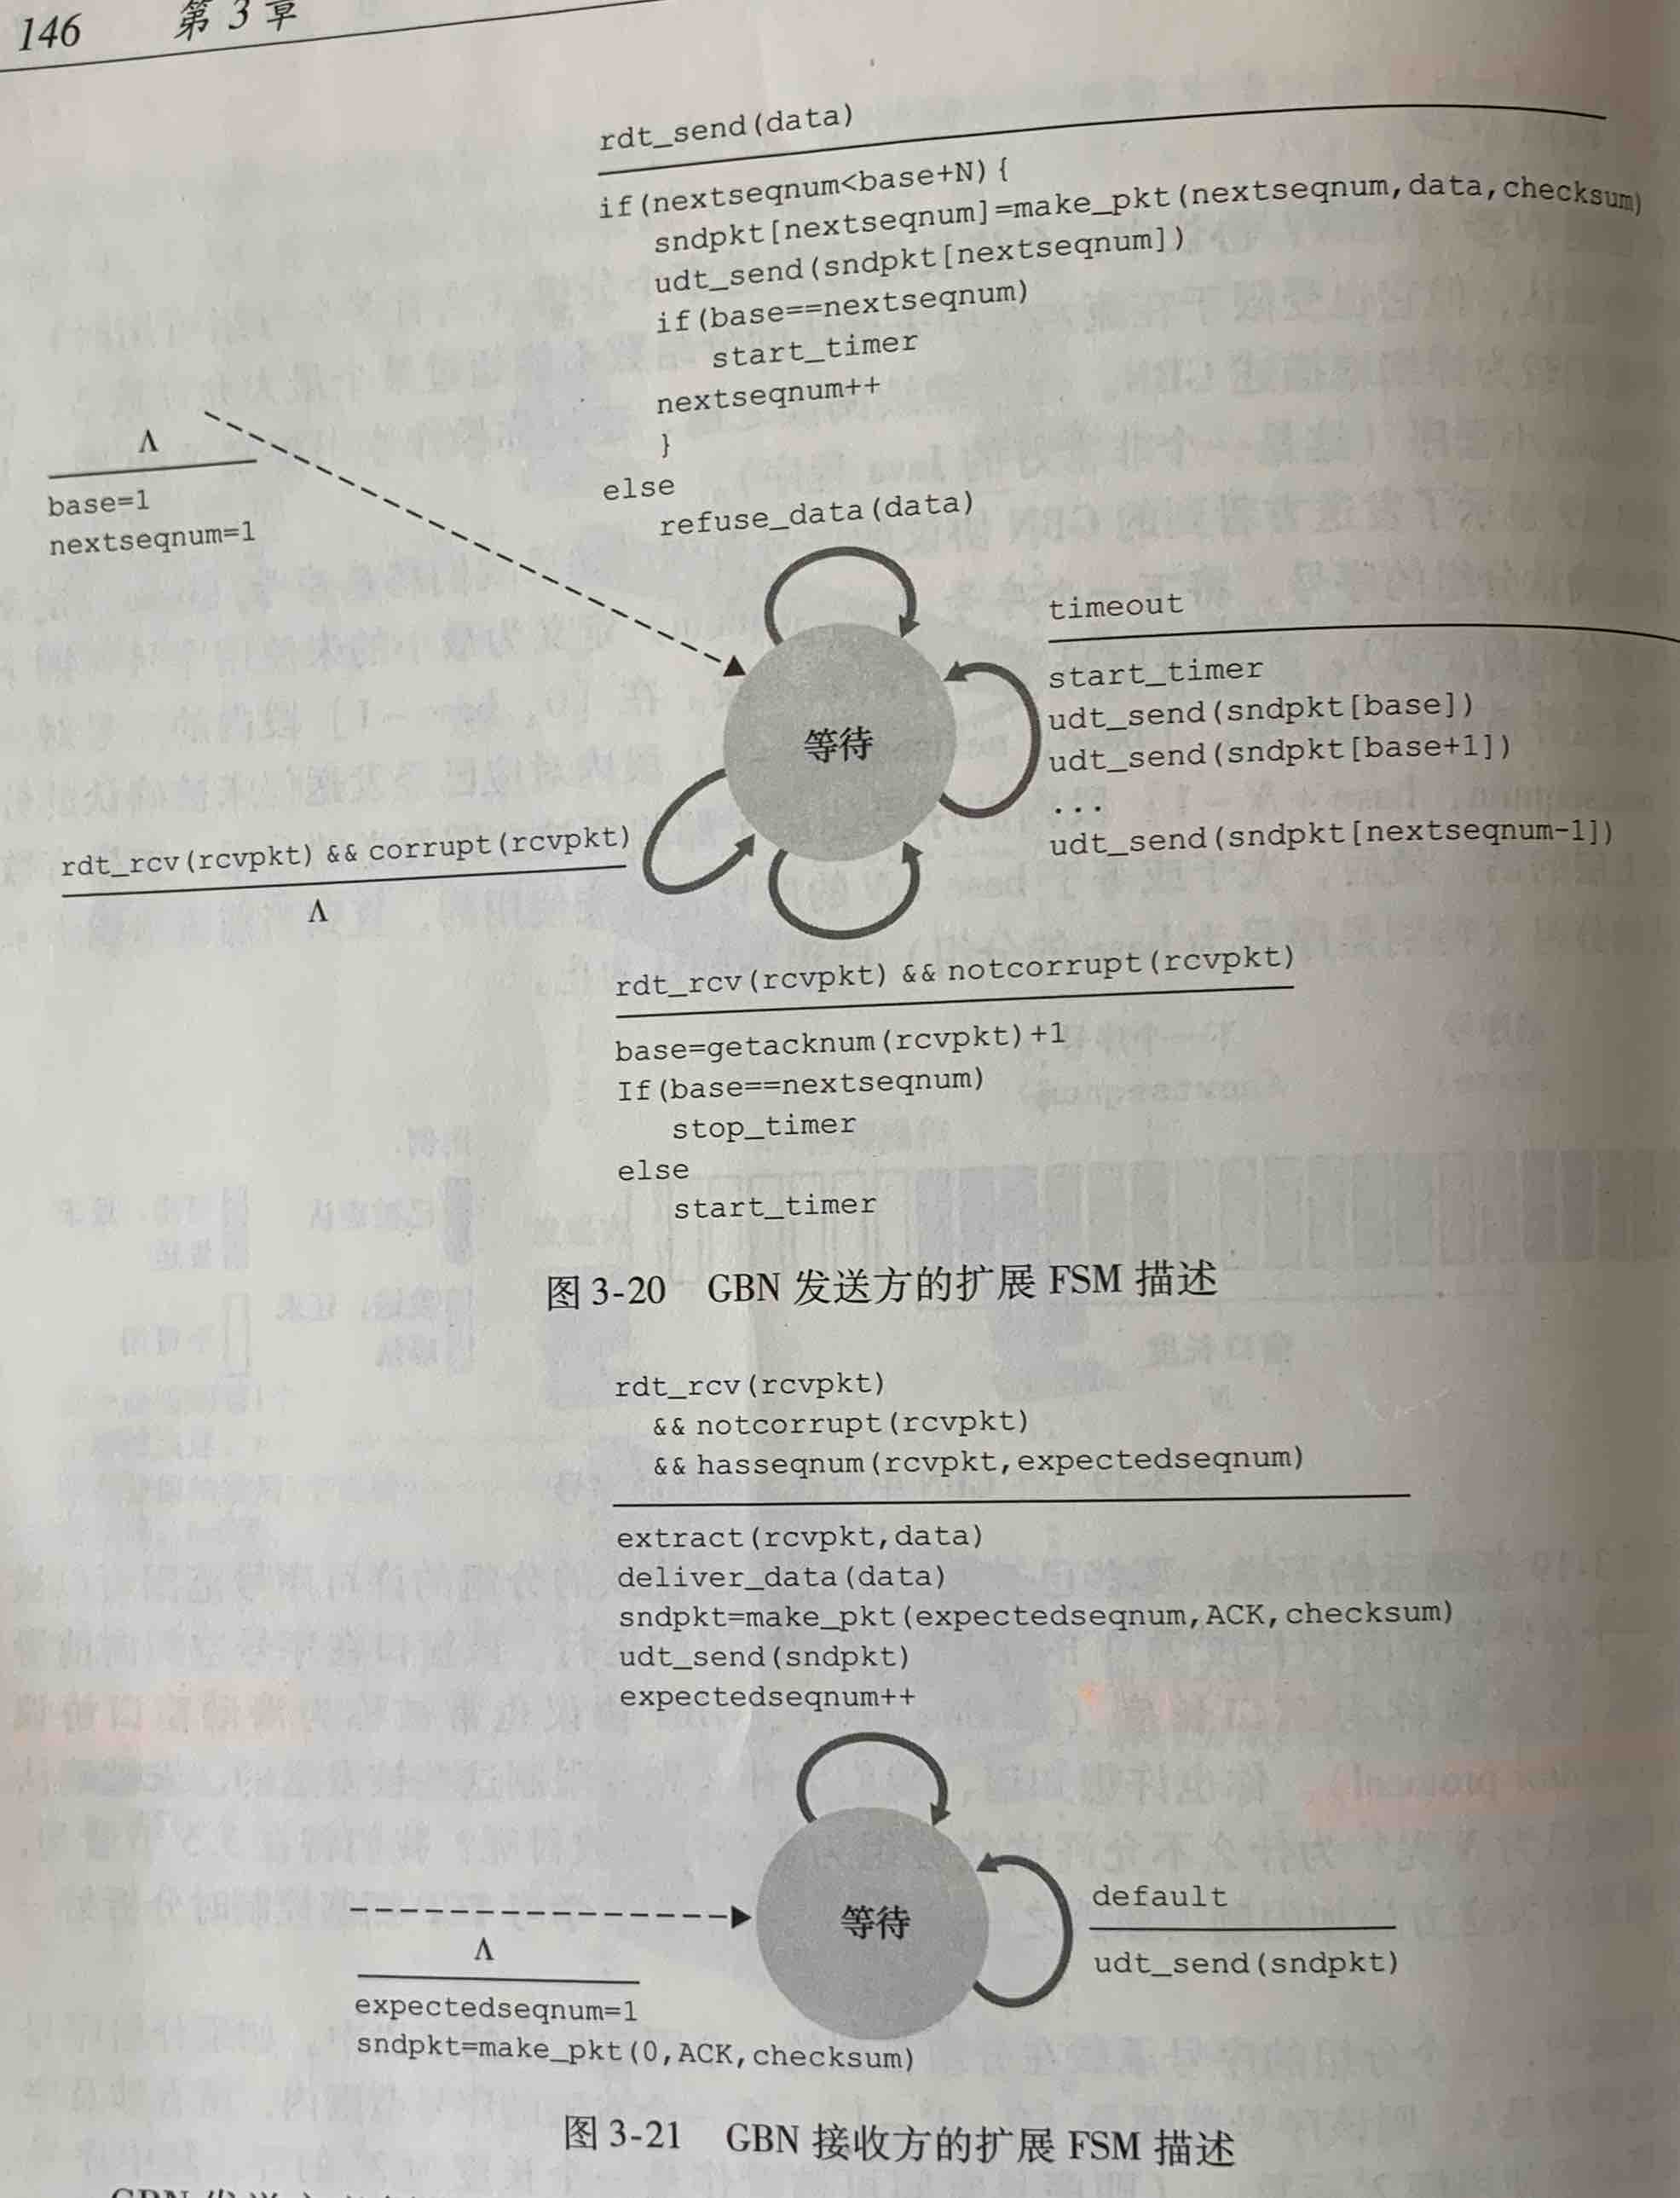 146 第3章
rdt_send(data)
if(nextseqnum<base+N){
sndpkt[nextseqnum]=make_pkt(nextseqnum,data,checksum)
udt_send(sndpkt[nextseqnum])
if(base==nextseqnum)
start_timer
nextseqnum++
}
else
refuse_data(data)
Λ
base=1
nextseqnum=1
等待
timeout
start_timer
udt_send(sndpkt[base])
udt_send(sndpkt[base+1])
...
udt_send(sndpkt[nextseqnum-1])
rdt_rcv(rcvpkt) && corrupt(rcvpkt)
Λ
rdt_rcv(rcvpkt) && notcorrupt(rcvpkt)
base=getacknum(rcvpkt)+1
If(base==nextseqnum)
stop_timer
else
start_timer
图3-20 GBN 发送方的扩展 FSM 描述
rdt_rcv(rcvpkt)
&& notcorrupt(rcvpkt)
&& hasseqnum(rcvpkt,expectedseqnum)
extract(rcvpkt,data)
deliver_data(data)
sndpkt=make_pkt(expectedseqnum,ACK,checksum)
udt_send(sndpkt)
expectedseqnum++
等待
default
udt_send(sndpkt)
Λ
expectedseqnum=1
sndpkt=make_pkt(0,ACK,checksum)
图3-21 GBN 接收方的扩展 FSM 描述